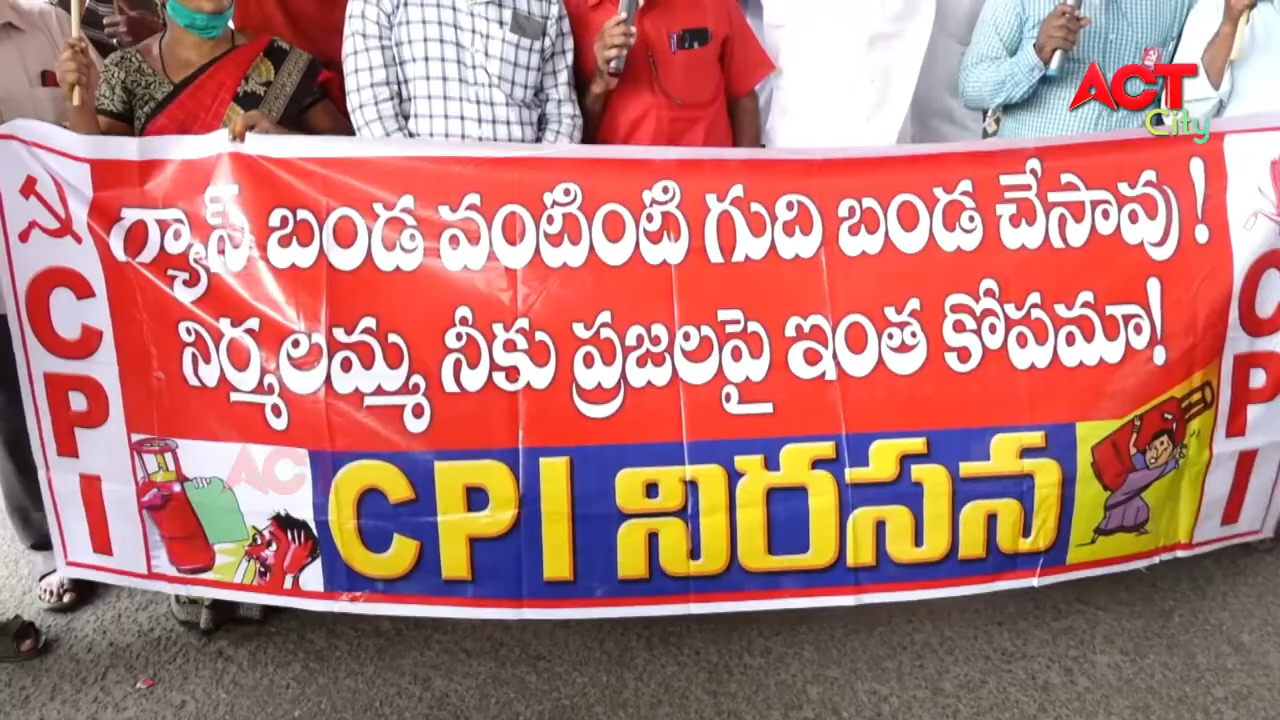 ACT
City
గ్యాస్ బండ వంటింటి గుది బండ చేసావు !
నిర్మలమ్మ నీకు ప్రజలపై ఇంత కోపమా!
CPI నిరసన
CPI
CPI